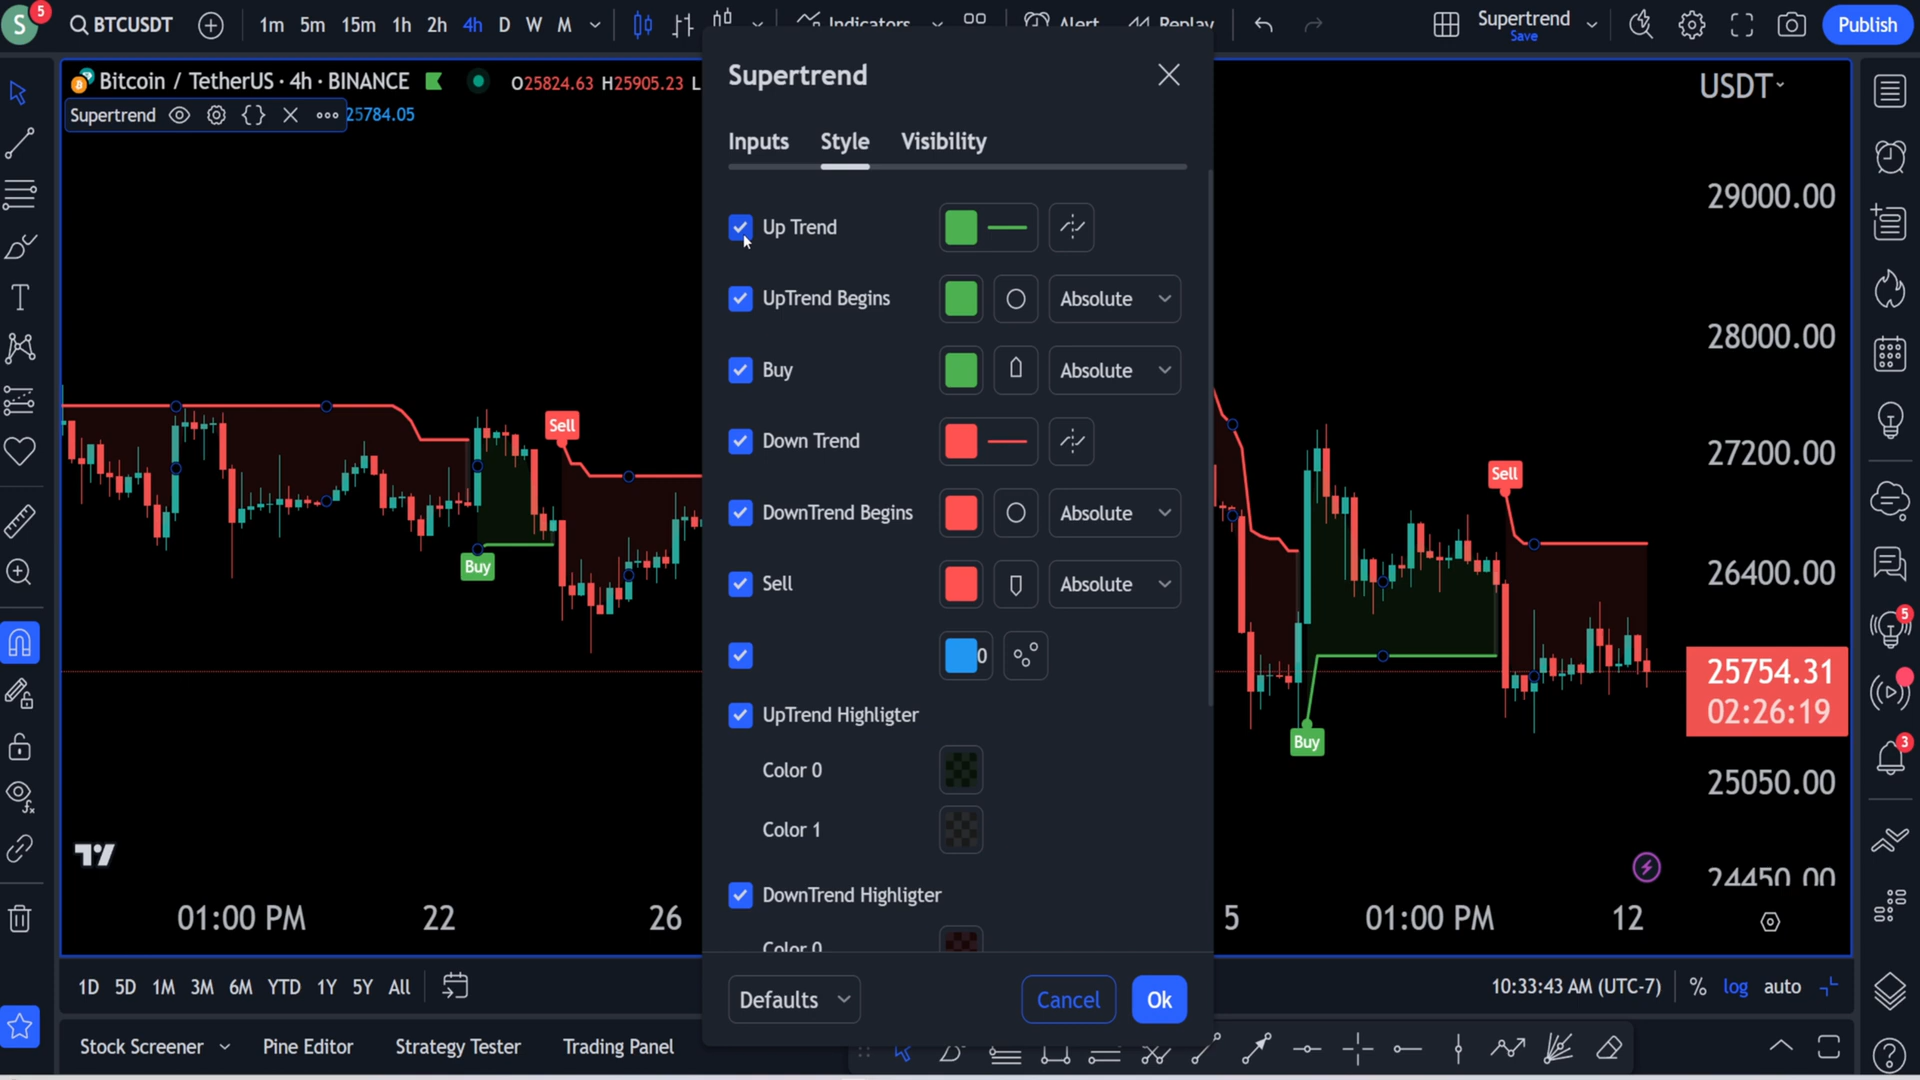 S
5
BTCUSDT
1m 5m 15m 1h 2h 4h D W M
Indicators
Alert
Replay
Supertrend
Save
Publish
Bitcoin / TetherUS · 4h · BINANCE
O25824.63 H25905.23 L
Supertrend
25784.05
USDT
Supertrend
Inputs Style Visibility
Up Trend
UpTrend Begins Absolute
Buy Absolute
Down Trend
DownTrend Begins Absolute
Sell Absolute
0
UpTrend Highligter
Color 0
Color 1
DownTrend Highligter
Color 0
Defaults Cancel Ok
Sell
Buy
Sell
Buy
29000.00
28000.00
27200.00
26400.00
25754.31
02:26:19
25050.00
24450.00
5
3
01:00 PM 22 26 5 01:00 PM 12
1D 5D 1M 3M 6M YTD 1Y 5Y All
10:33:43 AM (UTC-7) % log auto
Stock Screener Pine Editor Strategy Tester Trading Panel